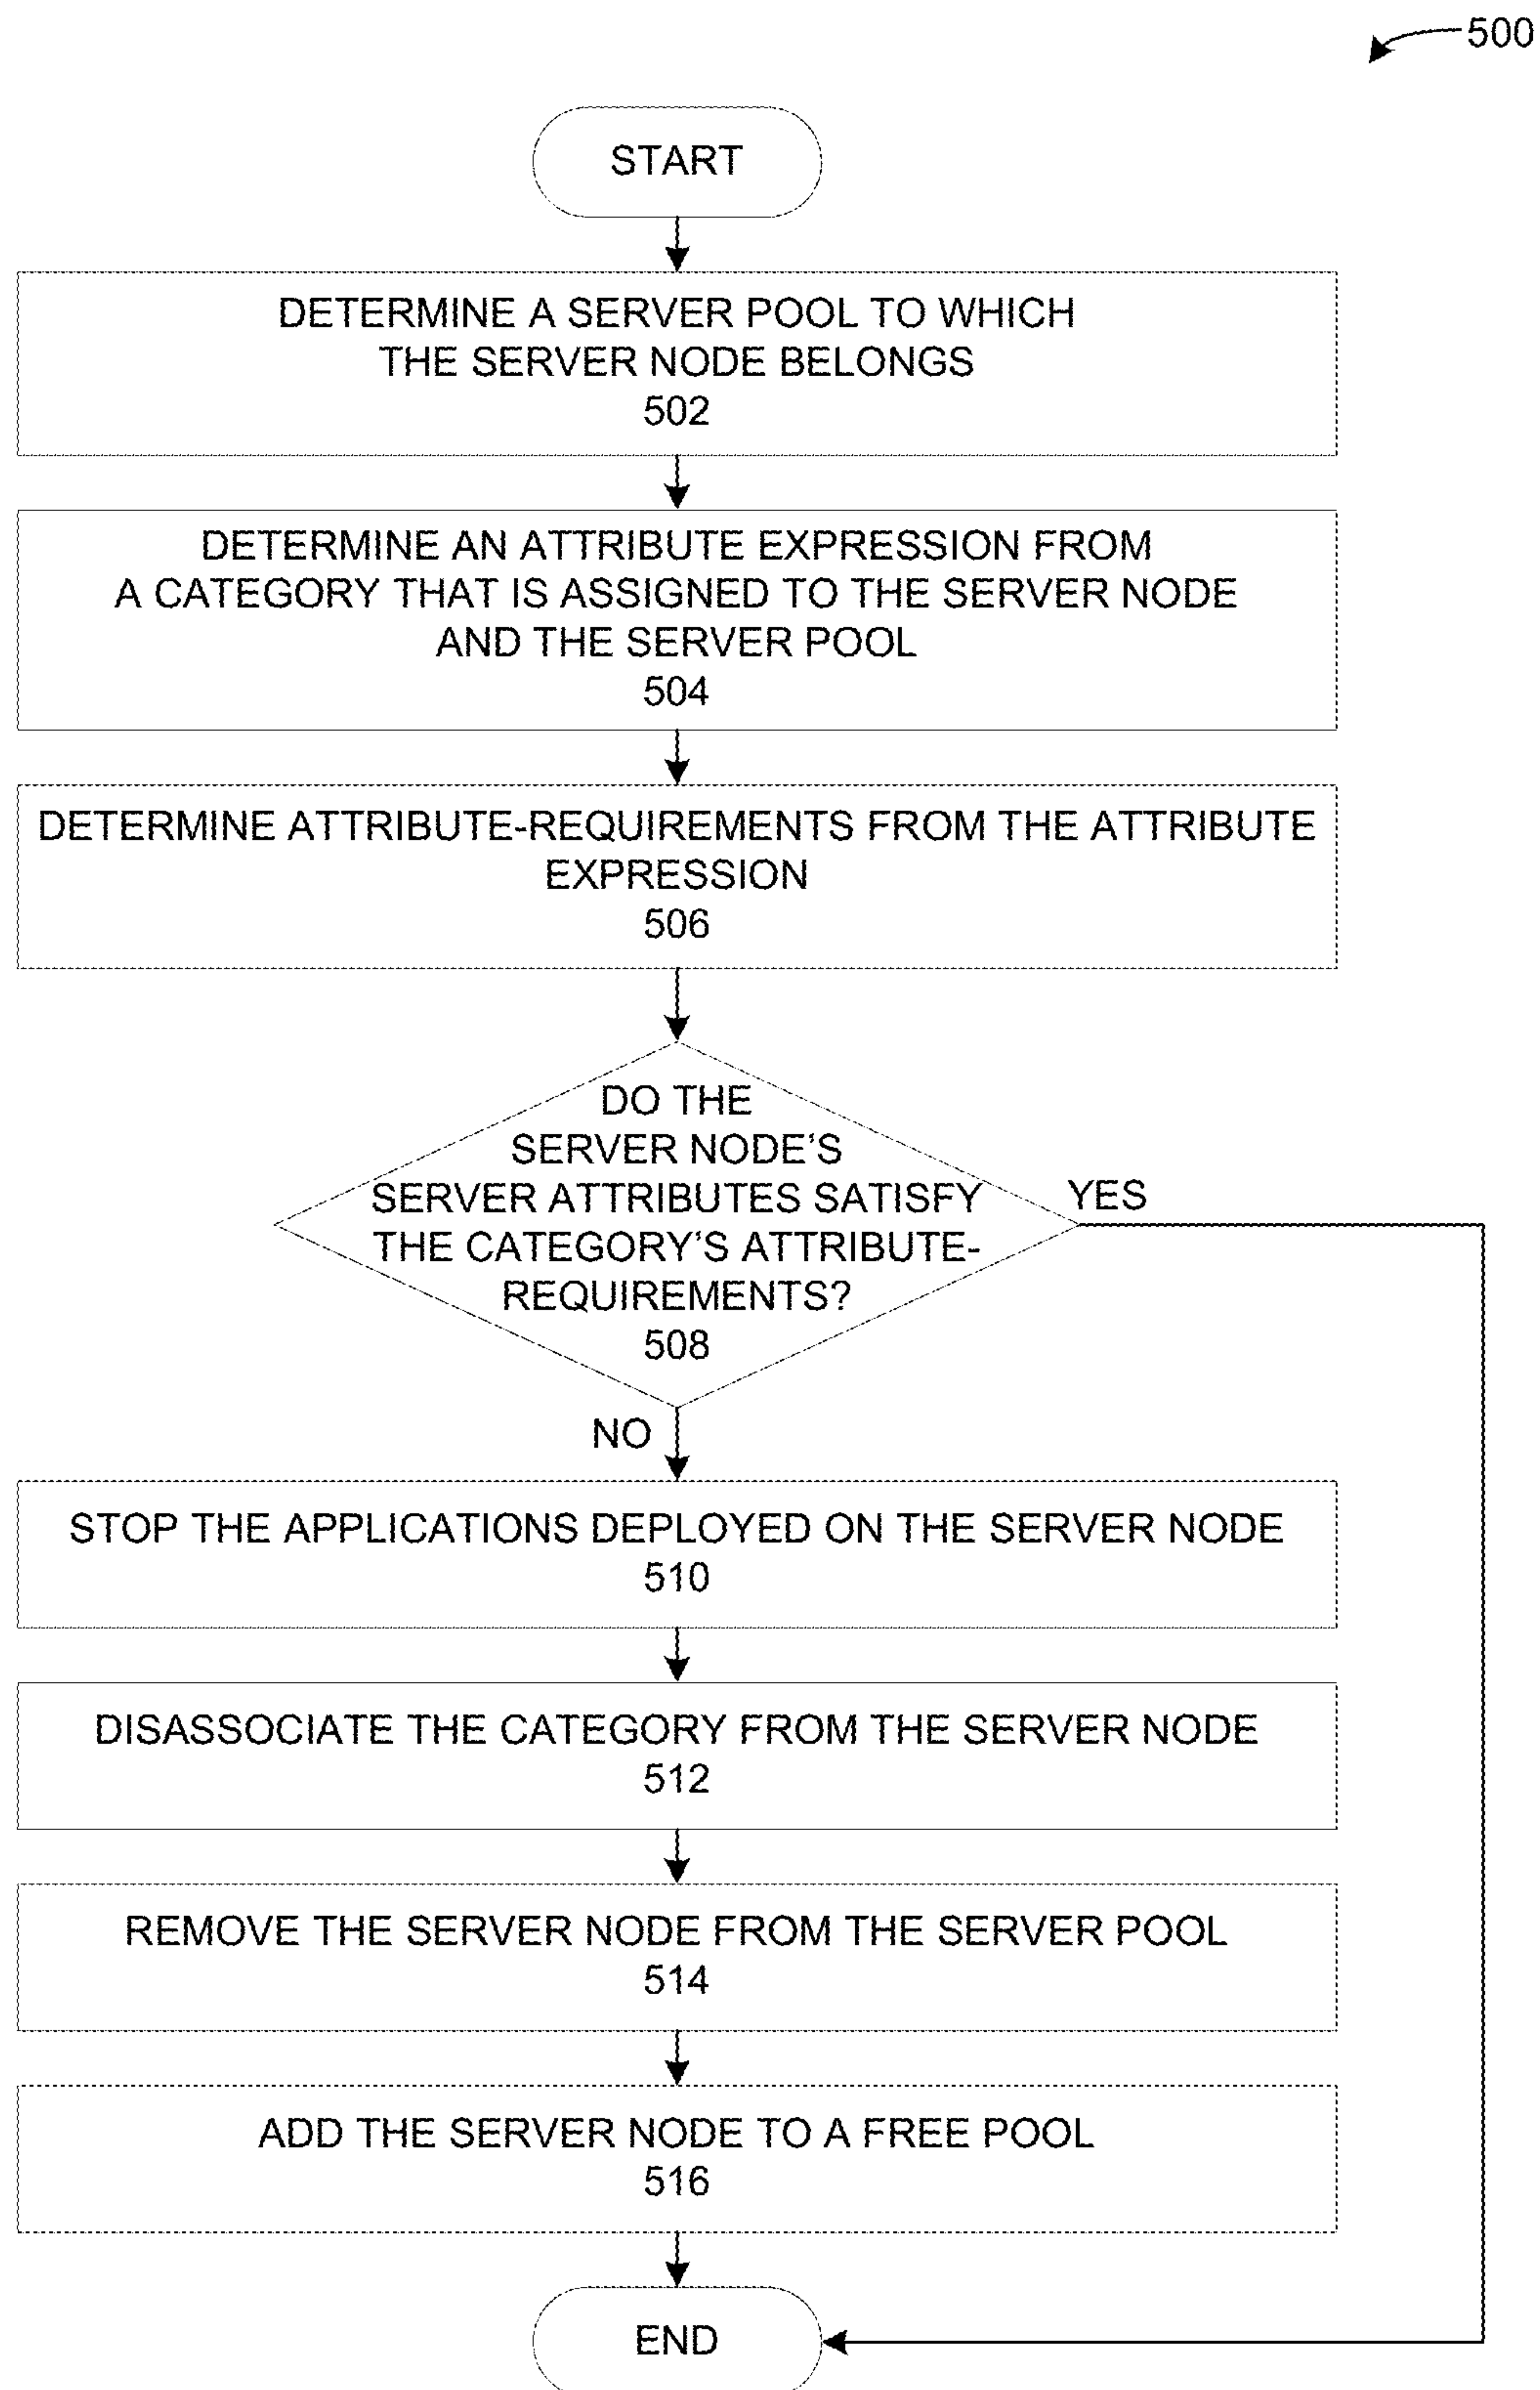 500
START
DETERMINE A SERVER POOL TO WHICH
THE SERVER NODE BELONGS
502
DETERMINE AN ATTRIBUTE EXPRESSION FROM
A CATEGORY THAT IS ASSIGNED TO THE SERVER NODE
AND THE SERVER POOL
504
DETERMINE ATTRIBUTE-REQUIREMENTS FROM THE ATTRIBUTE
EXPRESSION
506
DO THE
SERVER NODE'S
SERVER ATTRIBUTES SATISFY
THE CATEGORY'S ATTRIBUTE-
REQUIREMENTS?
508
YES
NO
STOP THE APPLICATIONS DEPLOYED ON THE SERVER NODE
510
DISASSOCIATE THE CATEGORY FROM THE SERVER NODE
512
REMOVE THE SERVER NODE FROM THE SERVER POOL
514
ADD THE SERVER NODE TO A FREE POOL
516
END